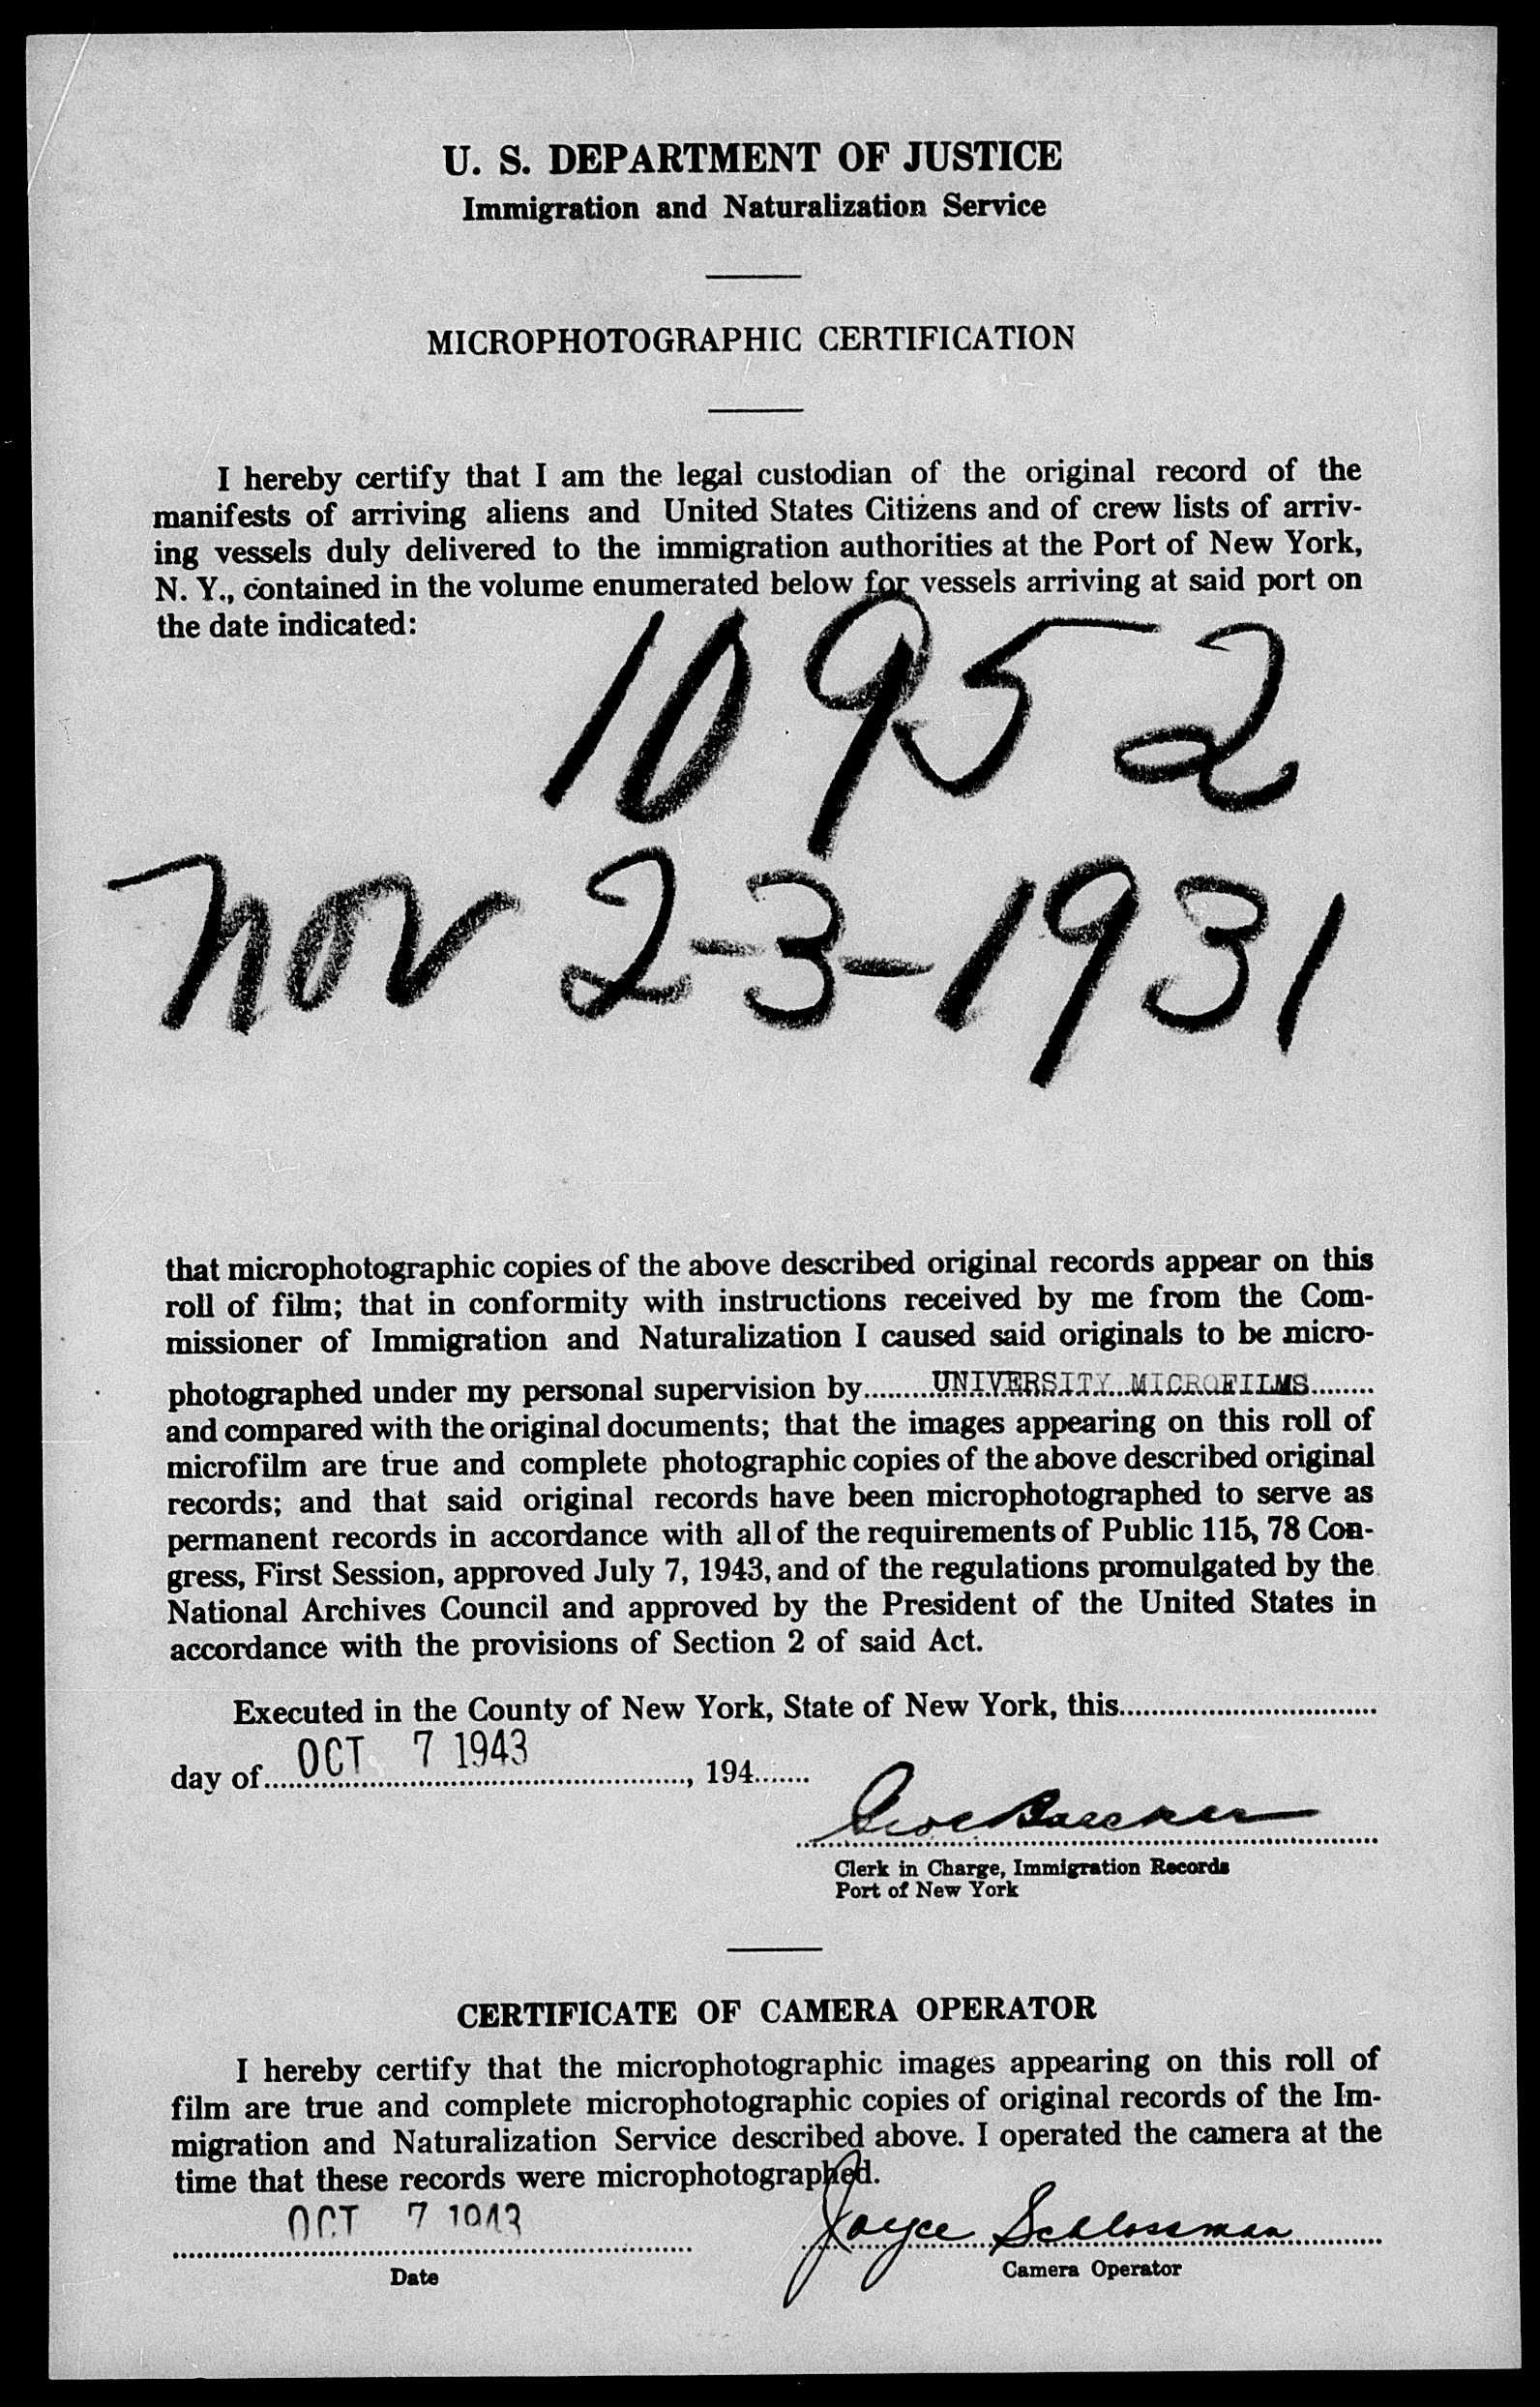 U. S. DEPARTMENT OF JUSTICE
Immigration and Naturalization Service
MICROPHOTOGRAPHIC CERTIFICATION
I hereby certify that I am the legal custodian of the original record of the
manifests of arriving aliens and United States Citizens and of crew lists of arriv-
ing vessels duly delivered to the immigration authorities at the Port of New York,
N. Y., contained in the volume enumerated below for vessels arriving at said port on
the date indicated:
10952
Nov 2-3-1931
that microphotographic copies of the above described original records appear on this
roll of film; that in conformity with instructions received by me from the Com-
missioner of Immigration and Naturalization I caused said originals to be micro-
photographed under my personal supervision by UNIVERSITY MICROFILMS
and compared with the original documents; that the images appearing on this roll of
microfilm are true and complete photographic copies of the above described original
records; and that said original records have been microphotographed to serve as
permanent records in accordance with all of the requirements of Public 115, 78 Con-
gress, First Session, approved July 7, 1943, and of the regulations promulgated by the
National Archives Council and approved by the President of the United States in
accordance with the provisions of Section 2 of said Act.
Executed in the County of New York, State of New York, this
day of OCT 7 1943, 194
Clerk in Charge, Immigration Records
Port of New York
CERTIFICATE OF CAMERA OPERATOR
I hereby certify that the microphotographic images appearing on this roll of
film are true and complete microphotographic copies of original records of the Im-
migration and Naturalization Service described above. I operated the camera at the
time that these records were microphotographed.
OCT 7 1943 Joyce Schlossman
Date Camera Operator